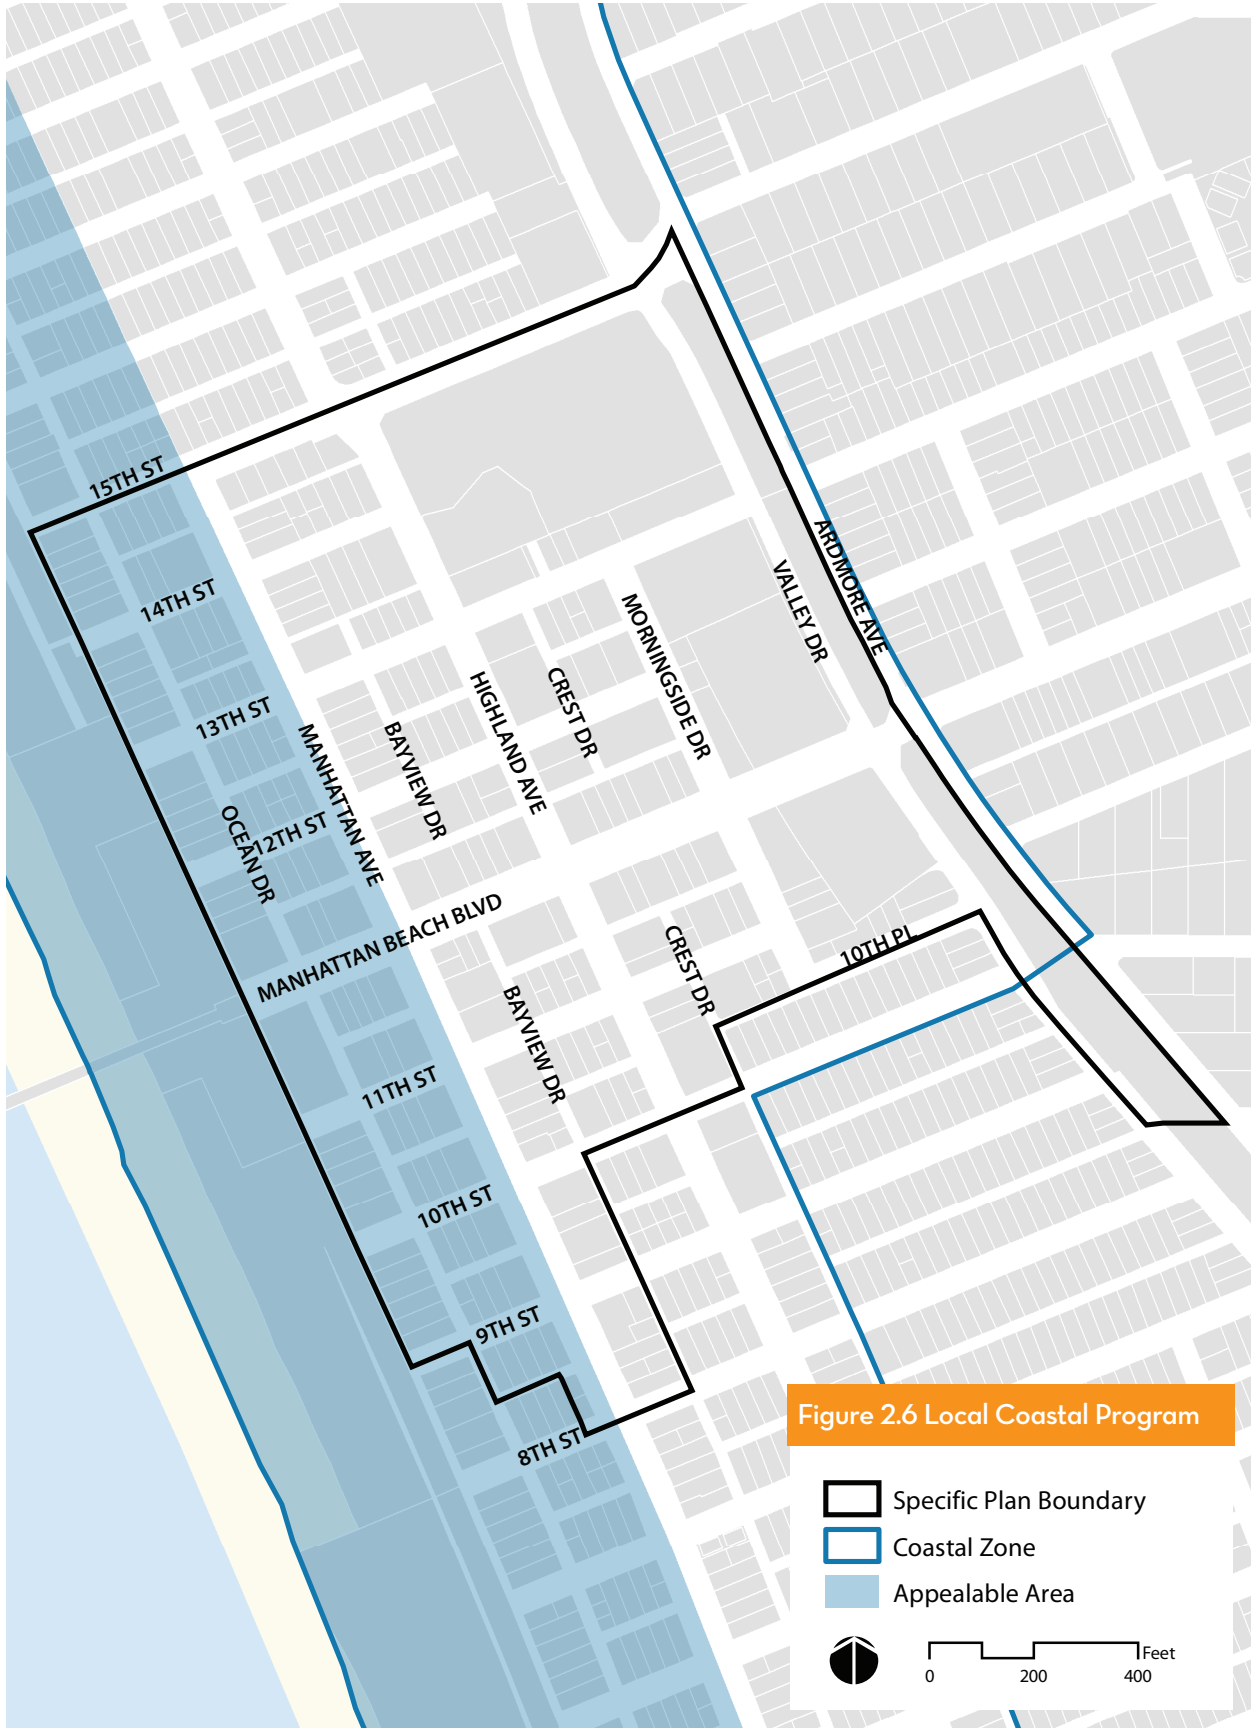 15TH ST
14TH ST
13TH ST
12TH ST
OCEAN DR
MANHATTAN AVE
BAYVIEW DR
HIGHLAND AVE
CREST DR
MORNINGSIDE DR
VALLEY DR
ARDMORE AVE
MANHATTAN BEACH BLVD
10TH PL
CREST DR
BAYVIEW DR
11TH ST
10TH ST
9TH ST
8TH ST
Figure 2.6 Local Coastal Program
Specific Plan Boundary
Coastal Zone
Appealable Area
Feet
0 200 400